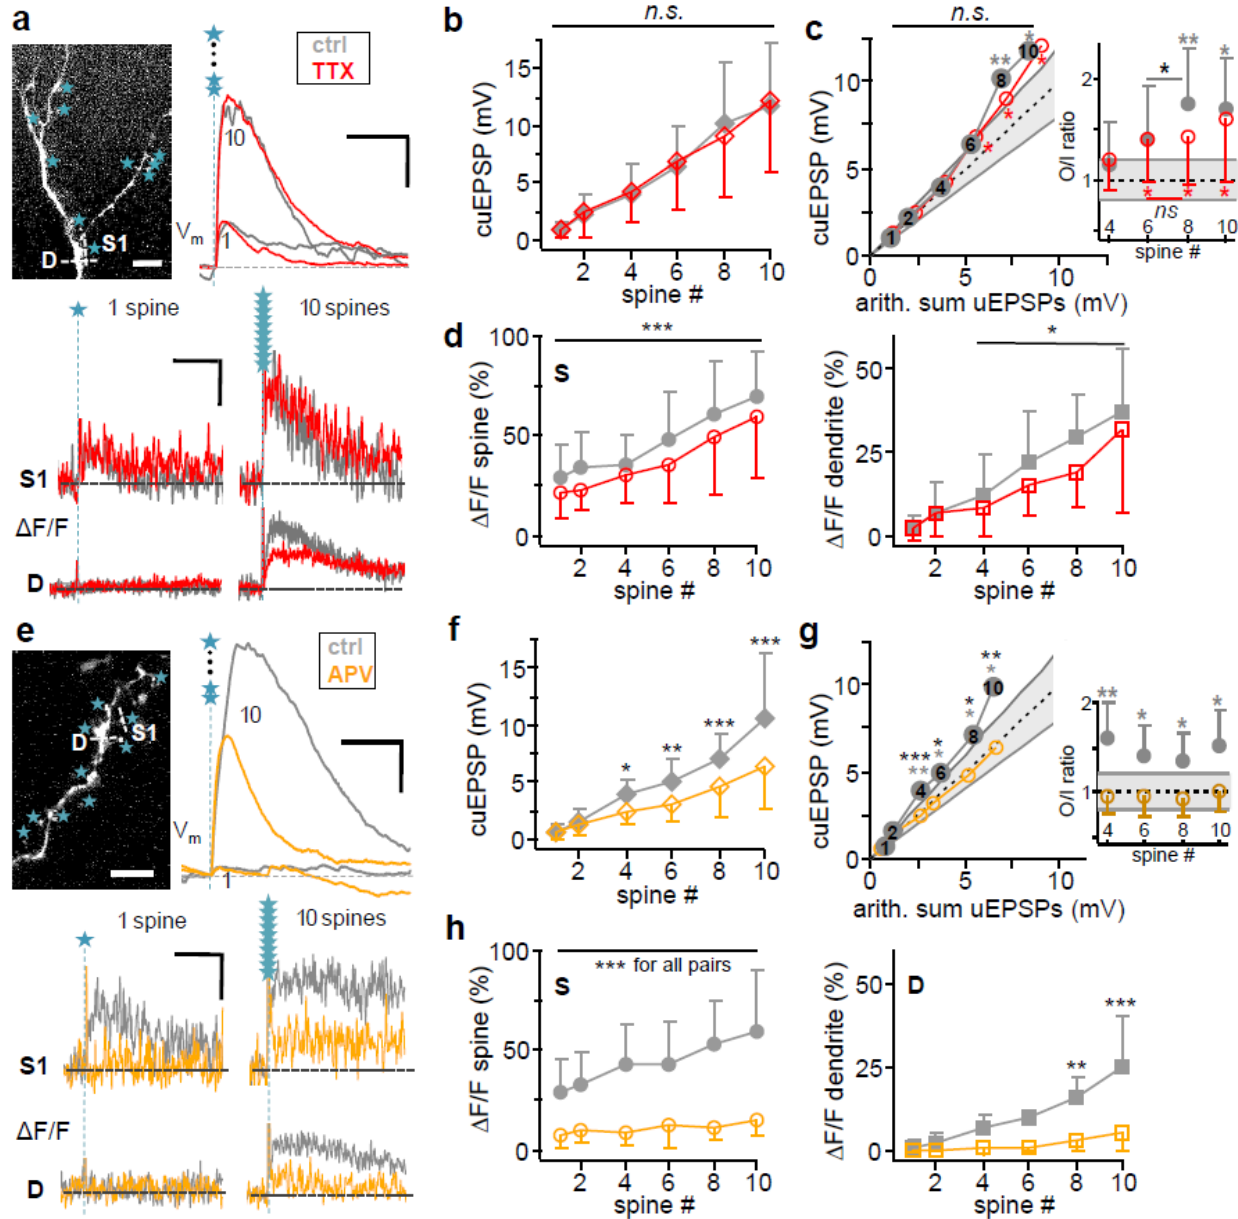 a
ctrl
TTX
10
1
Vm
D
S1
1 spine
10 spines
S1
ΔF/F
D
b
n.s.
cuEPSP (mV)
15
10
5
0
2 4 6 8 10
spine #
c
n.s.
cuEPSP (mV)
10
5
0
** *
8 10
6
4
2
1
* * *
0 5 10
arith. sum uEPSPs (mV)
O/I ratio
2
1
* ** *
* * *
ns
4 6 8 10
spine #
d
***
S
ΔF/F spine (%)
100
50
0
2 4 6 8 10
spine #
*
ΔF/F dendrite (%)
50
25
0
2 4 6 8 10
spine #
e
ctrl
APV
10
1
Vm
D
S1
1 spine
10 spines
S1
ΔF/F
D
f
cuEPSP (mV)
15
10
5
0
* ** *** ***
2 4 6 8 10
spine #
g
cuEPSP (mV)
10
5
0
**
*
10
*
*
8
*
*
6
***
**
4
2
1
0 5 10
arith. sum uEPSPs (mV)
O/I ratio
2
1
** * * *
4 6 8 10
spine #
h
*** for all pairs
S
ΔF/F spine (%)
100
50
0
2 4 6 8 10
spine #
D
ΔF/F dendrite (%)
50
25
0
** ***
2 4 6 8 10
spine #